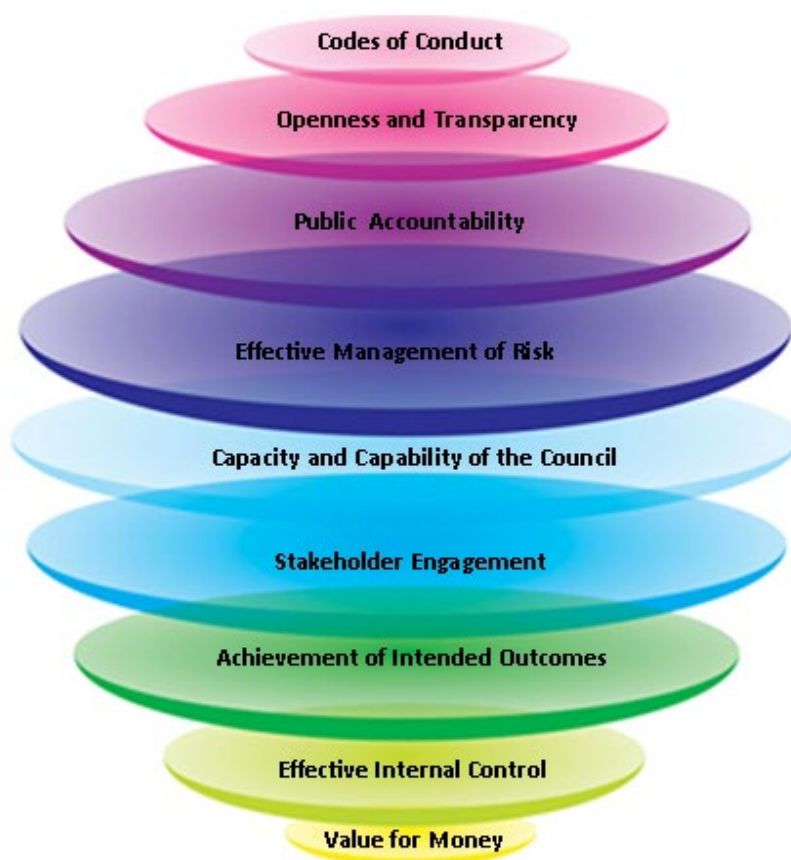 Codes of Conduct
Openness and Transparency
Public Accountability
Effective Management of Risk
Capacity and Capability of the Council
Stakeholder Engagement
Achievement of Intended Outcomes
Effective Internal Control
Value for Money